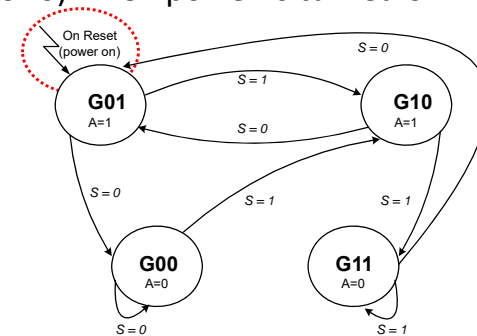 On Reset
(power on)
S=0
G01
A=1
S=1
G10
A=1
S=0
S=0
S=1
S=1
G00
A=0
G11
A=0
S=0
S=1